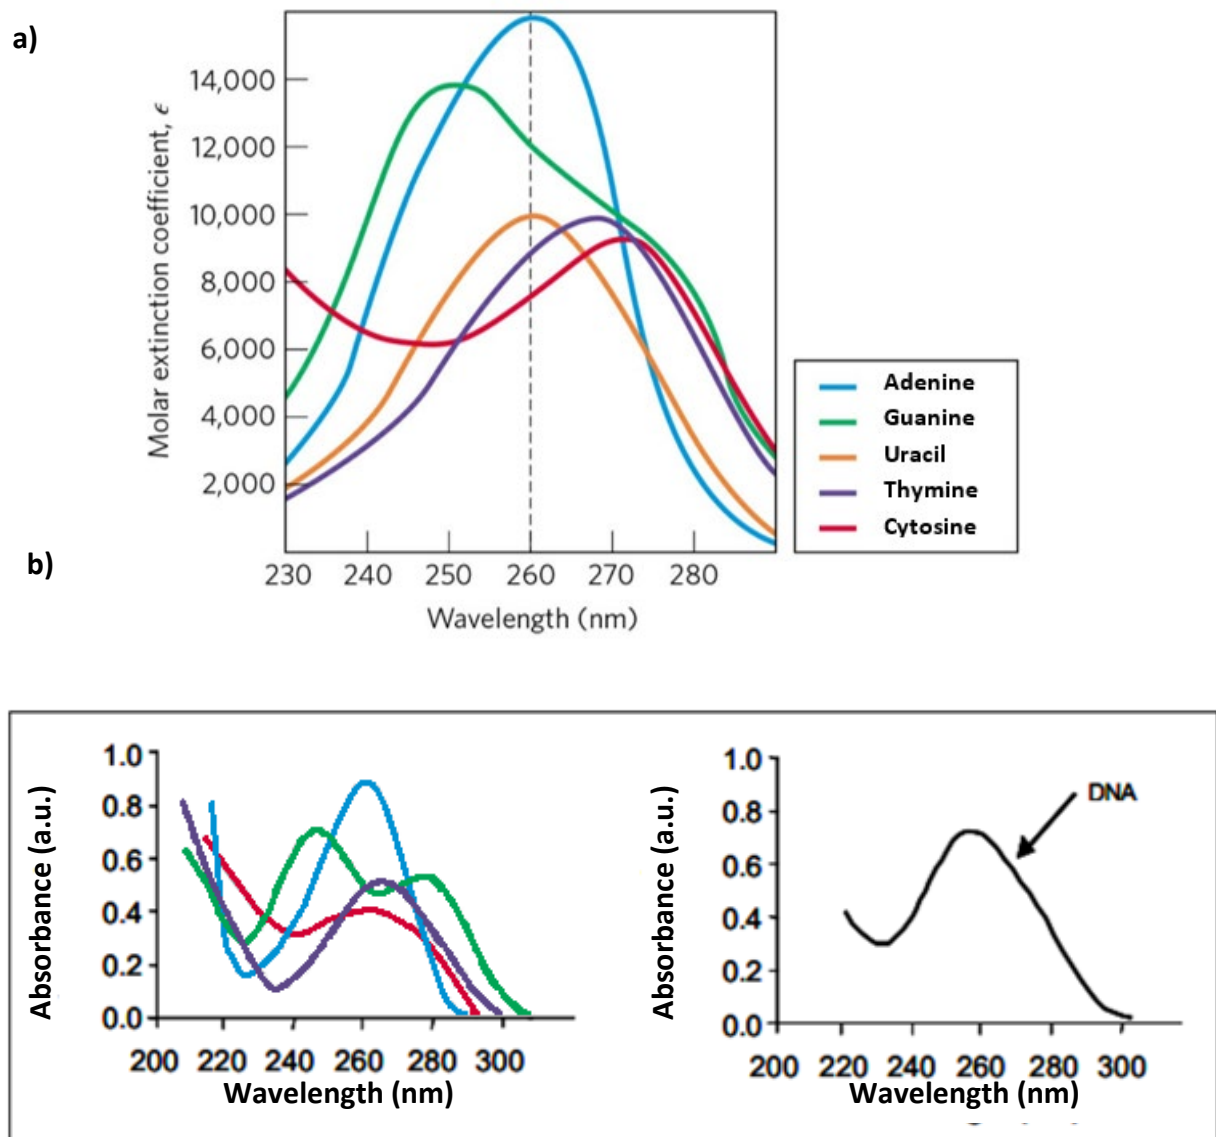 a)
Molar extinction coefficient, ϵ
14,000
12,000
10,000
8,000
6,000
4,000
2,000
230 240 250 260 270 280
Wavelength (nm)
Adenine
Guanine
Uracil
Thymine
Cytosine
b)
Absorbance (a.u.)
1.0
0.8
0.6
0.4
0.2
0.0
200 220 240 260 280 300
Wavelength (nm)
Absorbance (a.u.)
1.0
0.8
0.6
0.4
0.2
0.0
DNA
200 220 240 260 280 300
Wavelength (nm)